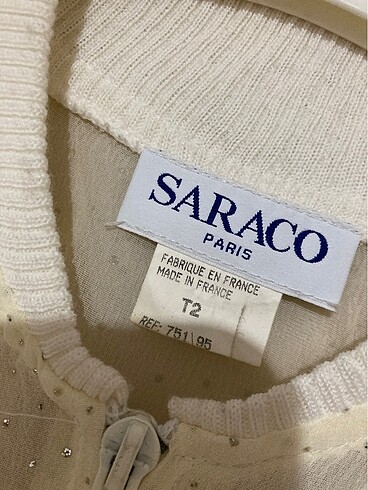 SARACO
PARIS
FABRIQUE EN FRANCE
MADE IN FRANCE
T2
REF: 751\95